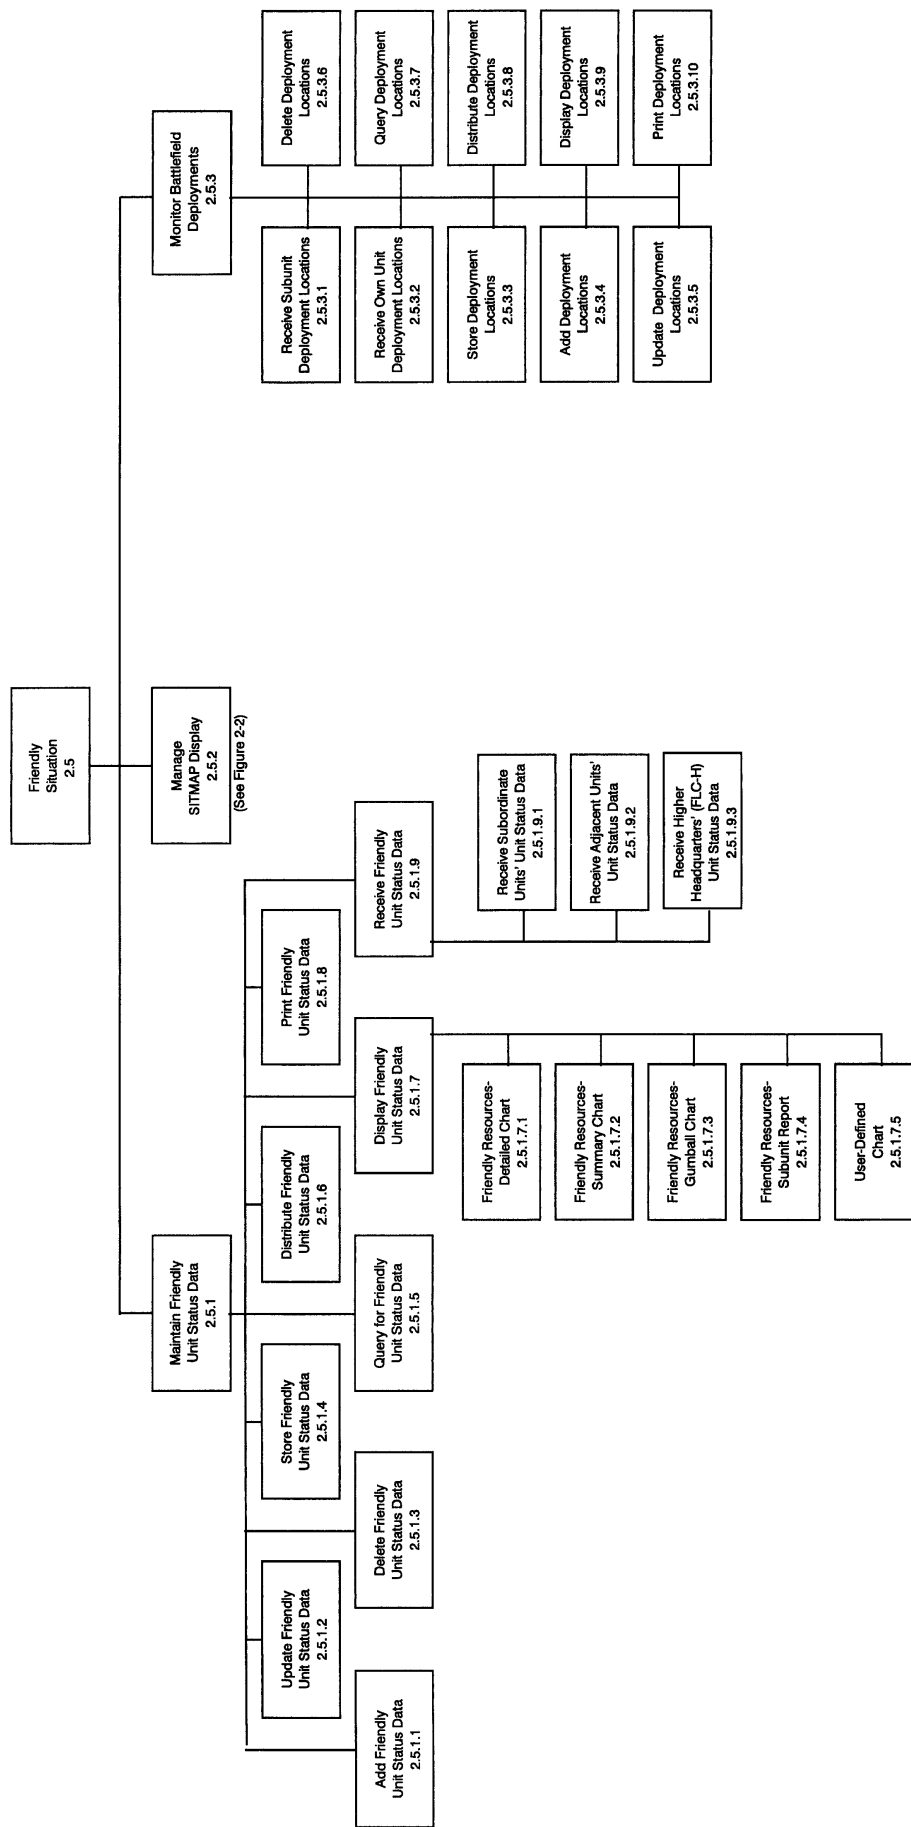 Friendly
Situation
2.5
Maintain Friendly
Unit Status Data
2.5.1
Manage
SITMAP Display
2.5.2
(See Figure 2-2)
Monitor Battlefield
Deployments
2.5.3
Add Friendly
Unit Status Data
2.5.1.1
Update Friendly
Unit Status Data
2.5.1.2
Delete Friendly
Unit Status Data
2.5.1.3
Store Friendly
Unit Status Data
2.5.1.4
Query for Friendly
Unit Status Data
2.5.1.5
Distribute Friendly
Unit Status Data
2.5.1.6
Display Friendly
Unit Status Data
2.5.1.7
Print Friendly
Unit Status Data
2.5.1.8
Receive Friendly
Unit Status Data
2.5.1.9
Friendly Resources-
Detailed Chart
2.5.1.7.1
Friendly Resources-
Summary Chart
2.5.1.7.2
Friendly Resources-
Gumball Chart
2.5.1.7.3
Friendly Resources-
Subunit Report
2.5.1.7.4
User-Defined
Chart
2.5.1.7.5
Receive Subordinate
Units' Unit Status Data
2.5.1.9.1
Receive Adjacent Units'
Unit Status Data
2.5.1.9.2
Receive Higher
Headquarters' (FLC-H)
Unit Status Data
2.5.1.9.3
Receive Subunit
Deployment Locations
2.5.3.1
Receive Own Unit
Deployment Locations
2.5.3.2
Store Deployment
Locations
2.5.3.3
Add Deployment
Locations
2.5.3.4
Update Deployment
Locations
2.5.3.5
Delete Deployment
Locations
2.5.3.6
Query Deployment
Locations
2.5.3.7
Distribute Deployment
Locations
2.5.3.8
Display Deployment
Locations
2.5.3.9
Print Deployment
Locations
2.5.3.10